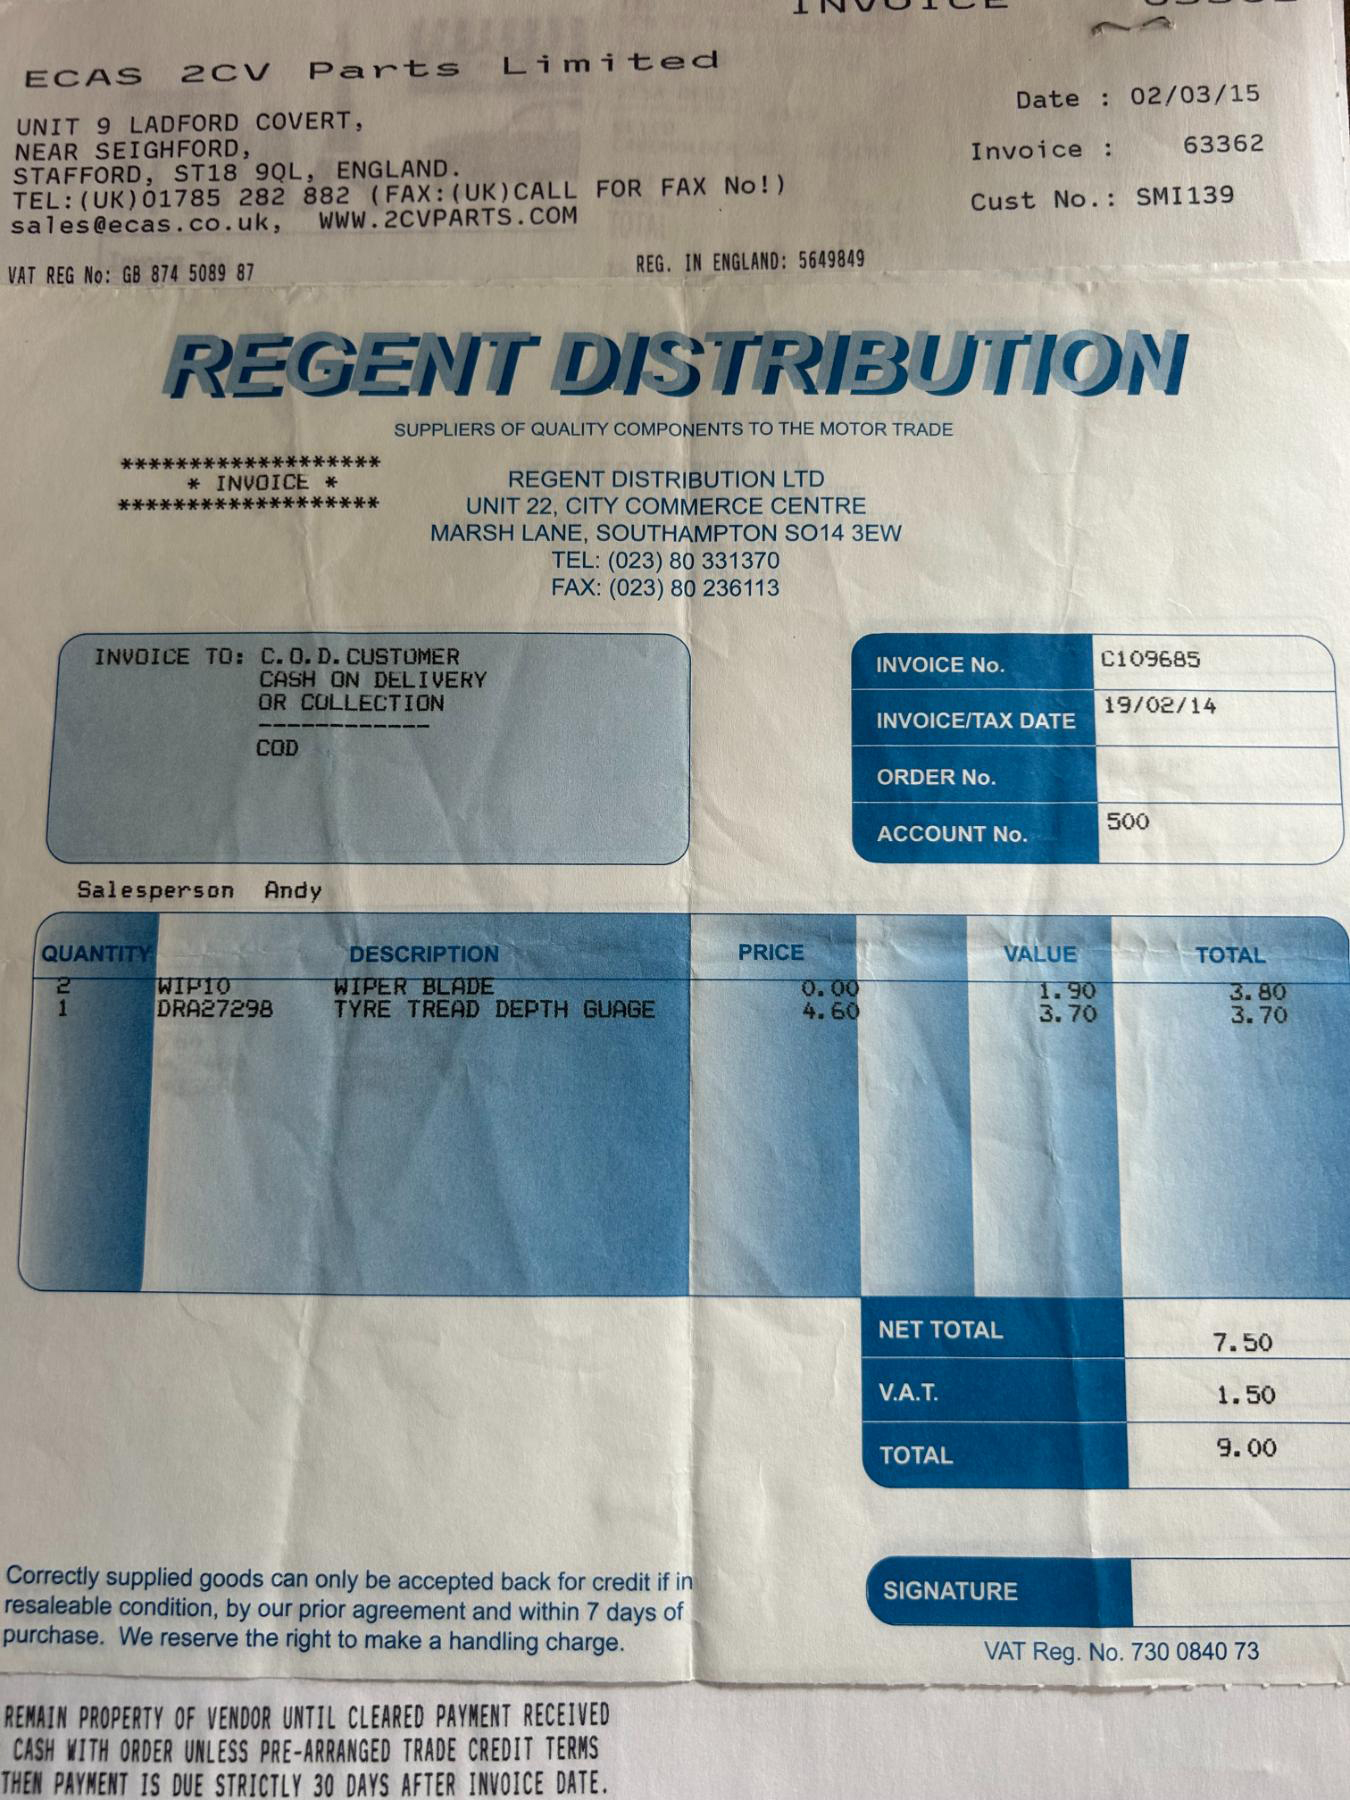 INVOICE
ECAS 2CV Parts Limited
UNIT 9 LADFORD COVERT,
NEAR SEIGHFORD,
STAFFORD, ST18 9QL, ENGLAND.
TEL:(UK)01785 282 882 (FAX:(UK)CALL FOR FAX No!)
sales@ecas.co.uk, WWW.2CVPARTS.COM
Date : 02/03/15
Invoice : 63362
Cust No.: SMI139
VAT REG No: GB 874 5089 87
REG. IN ENGLAND: 5649849
REGENT DISTRIBUTION
SUPPLIERS OF QUALITY COMPONENTS TO THE MOTOR TRADE
*******************
* INVOICE *
*******************
REGENT DISTRIBUTION LTD
UNIT 22, CITY COMMERCE CENTRE
MARSH LANE, SOUTHAMPTON SO14 3EW
TEL: (023) 80 331370
FAX: (023) 80 236113
INVOICE TO: C.O.D.CUSTOMER
CASH ON DELIVERY
OR COLLECTION
------------
COD
INVOICE No. C109685
INVOICE/TAX DATE 19/02/14
ORDER No.
ACCOUNT No. 500
Salesperson Andy
QUANTITY DESCRIPTION PRICE VALUE TOTAL
2 WIP10 WIPER BLADE 0.00 1.90 3.80
1 DRA27298 TYRE TREAD DEPTH GUAGE 4.60 3.70 3.70
NET TOTAL 7.50
V.A.T. 1.50
TOTAL 9.00
Correctly supplied goods can only be accepted back for credit if in
resaleable condition, by our prior agreement and within 7 days of
purchase. We reserve the right to make a handling charge.
SIGNATURE
VAT Reg. No. 730 0840 73
REMAIN PROPERTY OF VENDOR UNTIL CLEARED PAYMENT RECEIVED
CASH WITH ORDER UNLESS PRE-ARRANGED TRADE CREDIT TERMS
THEN PAYMENT IS DUE STRICTLY 30 DAYS AFTER INVOICE DATE.